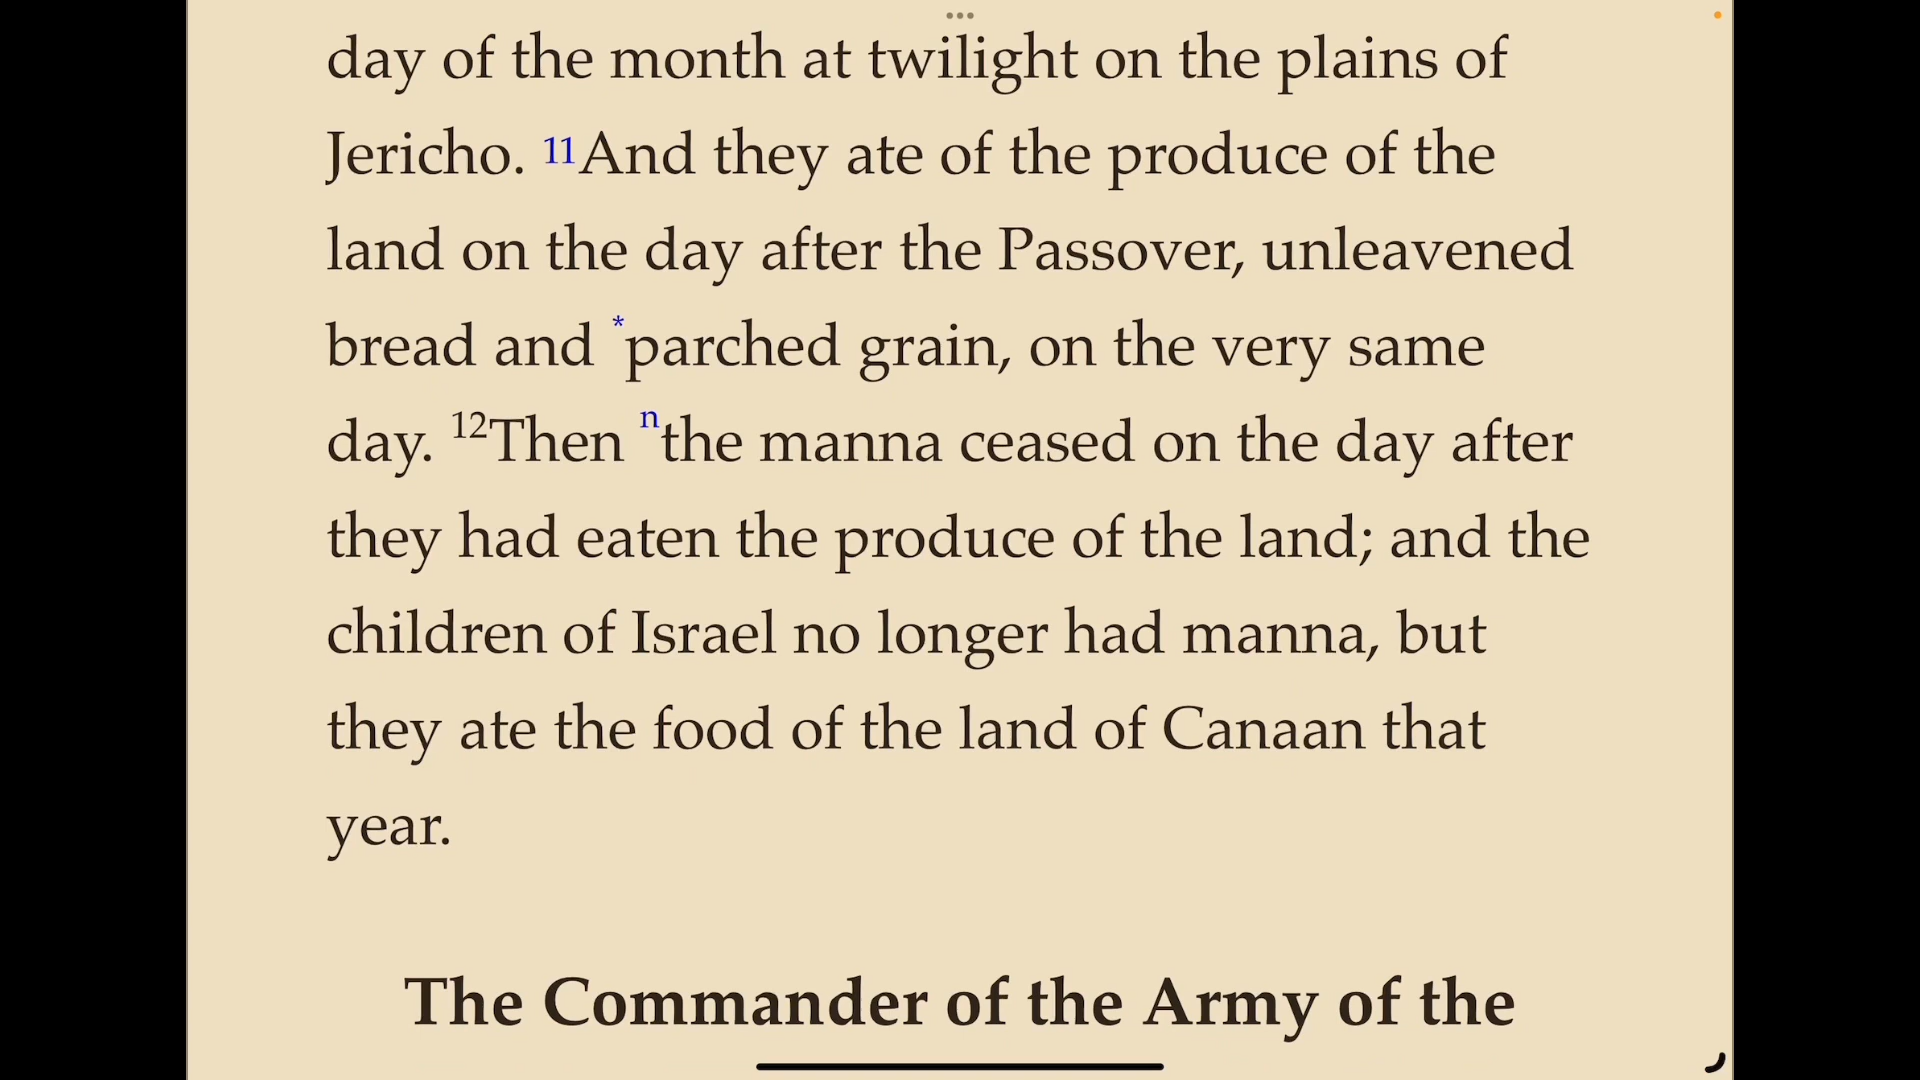 day of the month at twilight on the plains of
Jericho. 11And they ate of the produce of the
land on the day after the Passover, unleavened
bread and *parched grain, on the very same
day. 12Then nthe manna ceased on the day after
they had eaten the produce of the land; and the
children of Israel no longer had manna, but
they ate the food of the land of Canaan that
year.
The Commander of the Army of the